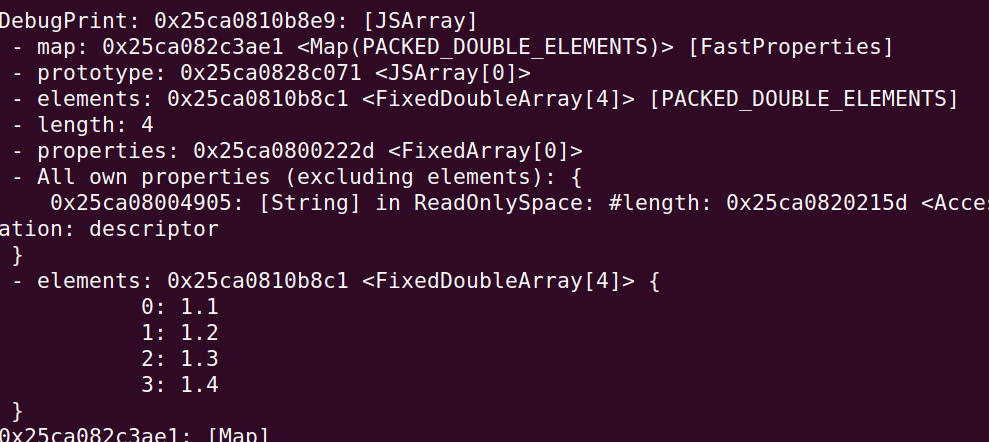 DebugPrint: 0x25ca0810b8e9: [JSArray]
- map: 0x25ca082c3ae1 <Map(PACKED_DOUBLE_ELEMENTS)> [FastProperties]
- prototype: 0x25ca0828c071 <JSArray[0]>
- elements: 0x25ca0810b8c1 <FixedDoubleArray[4]> [PACKED_DOUBLE_ELEMENTS]
- length: 4
- properties: 0x25ca0800222d <FixedArray[0]>
- All own properties (excluding elements): {
0x25ca08004905: [String] in ReadOnlySpace: #length: 0x25ca0820215d <Acces
ation: descriptor
}
- elements: 0x25ca0810b8c1 <FixedDoubleArray[4]> {
0: 1.1
1: 1.2
2: 1.3
3: 1.4
}
0x25ca082c3ae1: [Map]